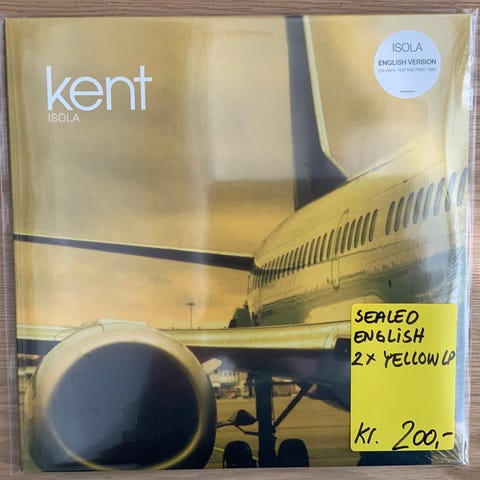 kent
ISOLA
ISOLA
ENGLISH VERSION
ON VINYL FOR THE FIRST TIME
SEALED
ENGLISH
2x YELLOW LP
Kr. 200,-